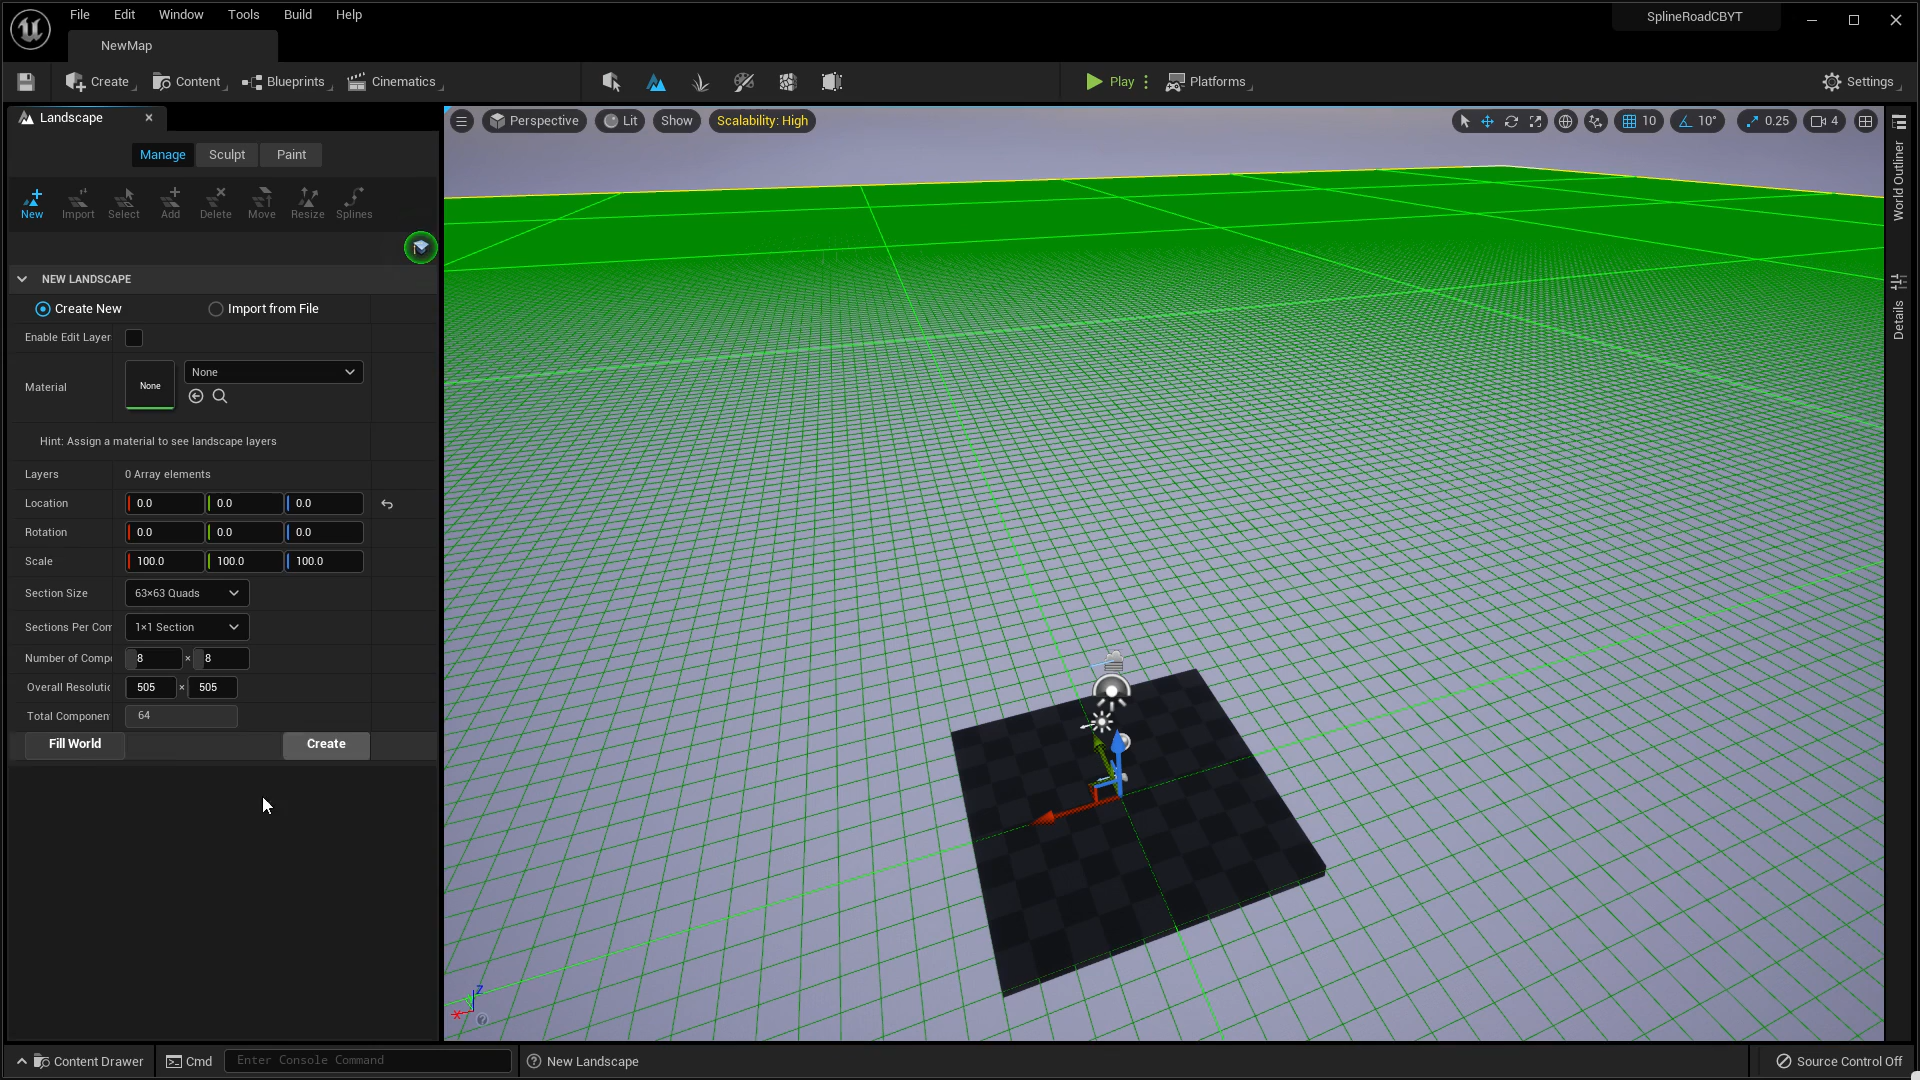 File Edit Window Tools Build Help
SplineRoadCBYT
NewMap
Create Content Blueprints Cinematics Play Platforms Settings
Landscape
Perspective Lit Show Scalability: High 10 10° 0.25 4
Manage Sculpt Paint
New Import Select Add Delete Move Resize Splines
World Outliner
Details
NEW LANDSCAPE
Create New Import from File
Enable Edit Layer
Material None None
Hint: Assign a material to see landscape layers
Layers 0 Array elements
Location 0.0 0.0 0.0
Rotation 0.0 0.0 0.0
Scale 100.0 100.0 100.0
Section Size 63×63 Quads
Sections Per Com 1×1 Section
Number of Compo 8 × 8
Overall Resolutic 505 × 505
Total Componen 64
Fill World Create
Z
Content Drawer Cmd Enter Console Command New Landscape Source Control Off